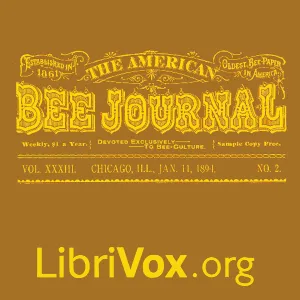 ESTABLISHED IN 1861
THE AMERICAN
OLDEST BEE-PAPER IN AMERICA
BEE JOURNAL
Weekly, $1 a Year.
DEVOTED EXCLUSIVELY
TO BEE-CULTURE.
Sample Copy Free.
VOL. XXXIII.
CHICAGO, ILL., JAN. 11, 1894.
NO. 2.
LibriVox.org